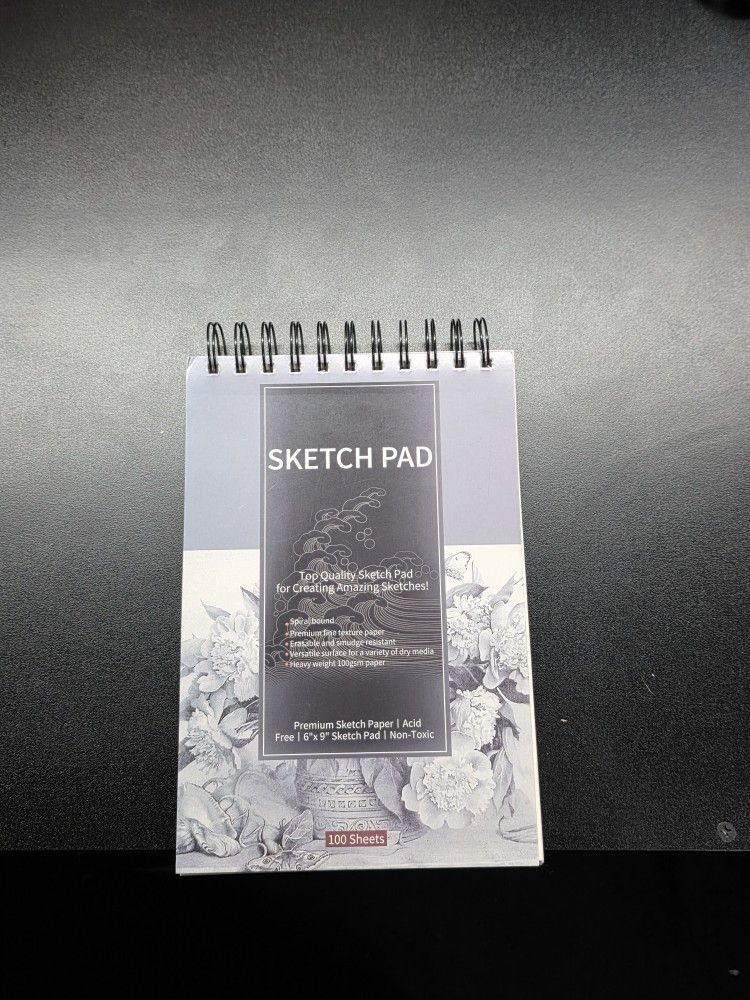 SKETCH PAD
Top Quality Sketch Pad
for Creating Amazing Sketches!
• Spiral bound
• Premium fine texture paper
• Erasable and smudge resistant
• Versatile surface for a variety of dry media
• Heavy weight 100gsm paper
Premium Sketch Paper | Acid
Free | 6"x 9" Sketch Pad | Non-Toxic
100 Sheets